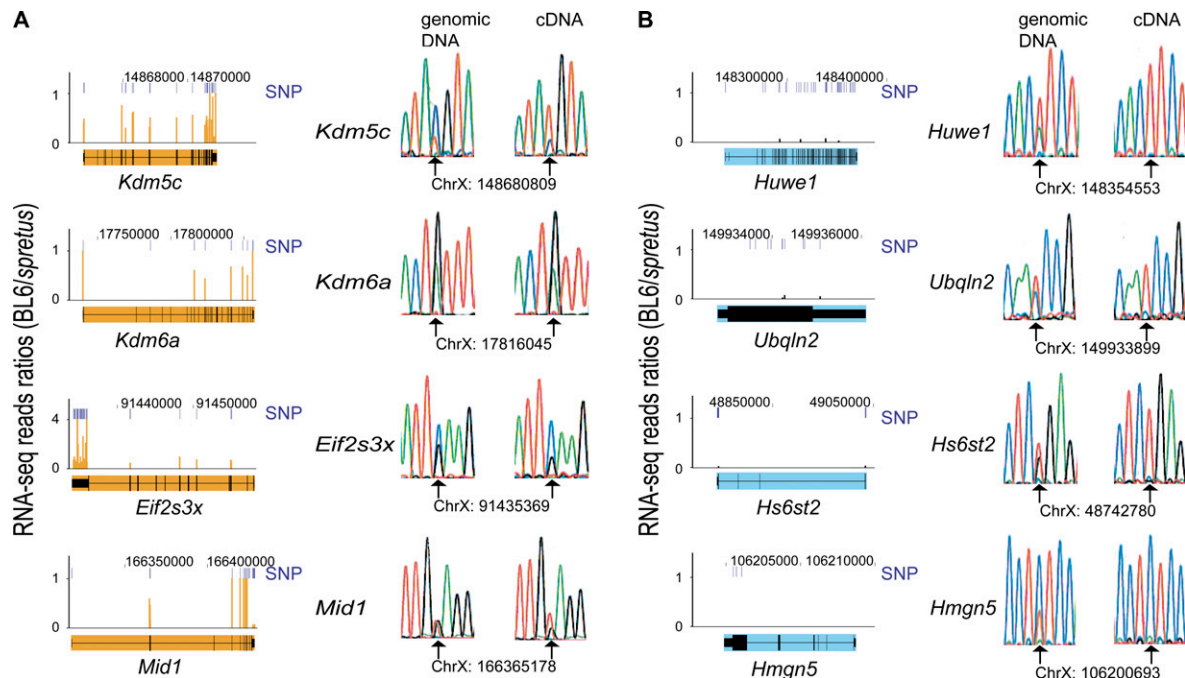 A
genomic
DNA
cDNA
14868000 14870000
SNP
1
0
Kdm5c
Kdm5c
ChrX: 148680809
17750000 17800000
SNP
1
0
Kdm6a
Kdm6a
ChrX: 17816045
91440000 91450000
SNP
4
0
Eif2s3x
Eif2s3x
ChrX: 91435369
166350000 166400000
SNP
1
0
Mid1
Mid1
ChrX: 166365178
RNA-seq reads ratios (BL6/spretus)
B
genomic
DNA
cDNA
148300000 148400000
SNP
1
0
Huwe1
Huwe1
ChrX: 148354553
149934000 149936000
SNP
1
0
Ubqln2
Ubqln2
ChrX: 149933899
48850000 49050000
SNP
1
0
Hs6st2
Hs6st2
ChrX: 48742780
106205000 106210000
SNP
1
0
Hmgn5
Hmgn5
ChrX: 106200693
RNA-seq reads ratios (BL6/spretus)